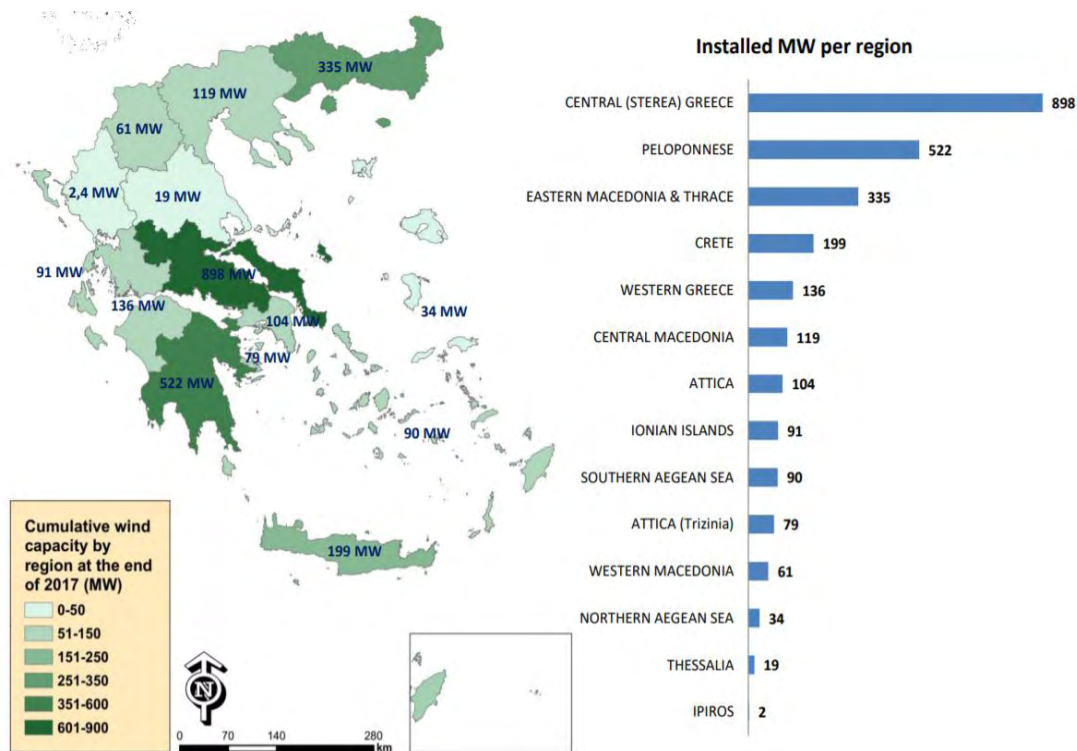 335 MW
119 MW
61 MW
2,4 MW
19 MW
91 MW
898 MW
136 MW
104 MW
34 MW
79 MW
522 MW
90 MW
199 MW
Cumulative wind
capacity by
region at the end
of 2017 (MW)
0-50
51-150
151-250
251-350
351-600
601-900
N
0 70 140 280
km
Installed MW per region
CENTRAL (STEREA) GREECE 898
PELOPONNESE 522
EASTERN MACEDONIA & THRACE 335
CRETE 199
WESTERN GREECE 136
CENTRAL MACEDONIA 119
ATTICA 104
IONIAN ISLANDS 91
SOUTHERN AEGEAN SEA 90
ATTICA (Trizinia) 79
WESTERN MACEDONIA 61
NORTHERN AEGEAN SEA 34
THESSALIA 19
IPIROS 2